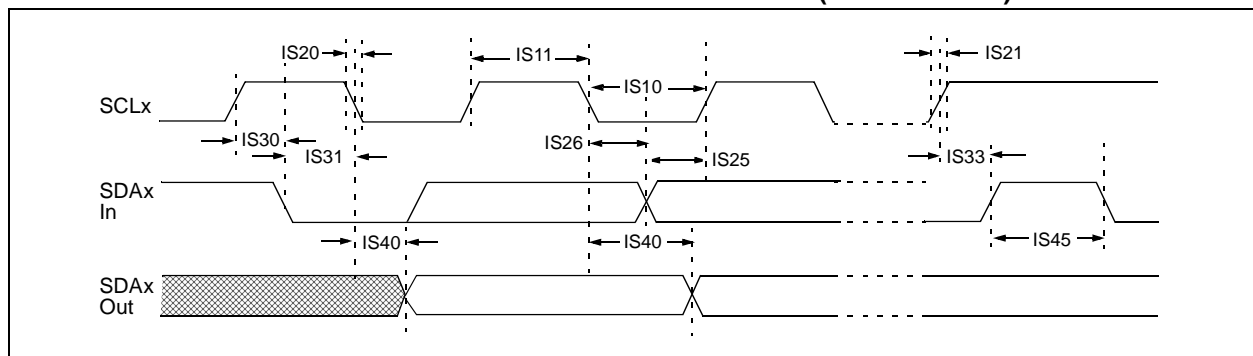 IS20
IS11
IS21
IS10
SCLx
IS30
IS26
IS31
IS25
IS33
SDAx
In
IS40
IS40
IS45
SDAx
Out